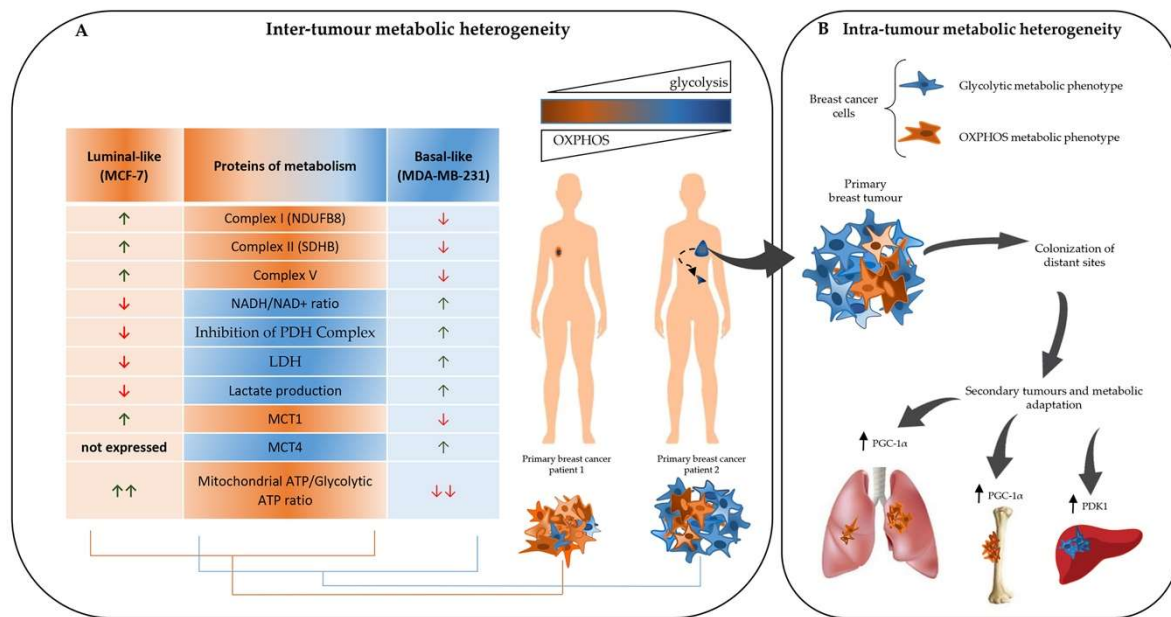 A
Inter-tumour metabolic heterogeneity
glycolysis
OXPHOS
Luminal-like
(MCF-7)
Proteins of metabolism
Basal-like
(MDA-MB-231)
↑ Complex I (NDUFB8) ↓
↑ Complex II (SDHB) ↓
↑ Complex V ↓
↓ NADH/NAD+ ratio ↑
↓ Inhibition of PDH Complex ↑
↓ LDH ↑
↓ Lactate production ↑
↑ MCT1 ↓
not expressed MCT4 ↑
↑↑ Mitochondrial ATP/Glycolytic ↓↓
ATP ratio
Primary breast cancer
patient 1
Primary breast cancer
patient 2
B Intra-tumour metabolic heterogeneity
Breast cancer
cells
Glycolytic metabolic phenotype
OXPHOS metabolic phenotype
Primary
breast tumour
Colonization of
distant sites
Secondary tumours and metabolic
adaptation
↑ PGC-1α
↑ PGC-1α
↑ PDK1